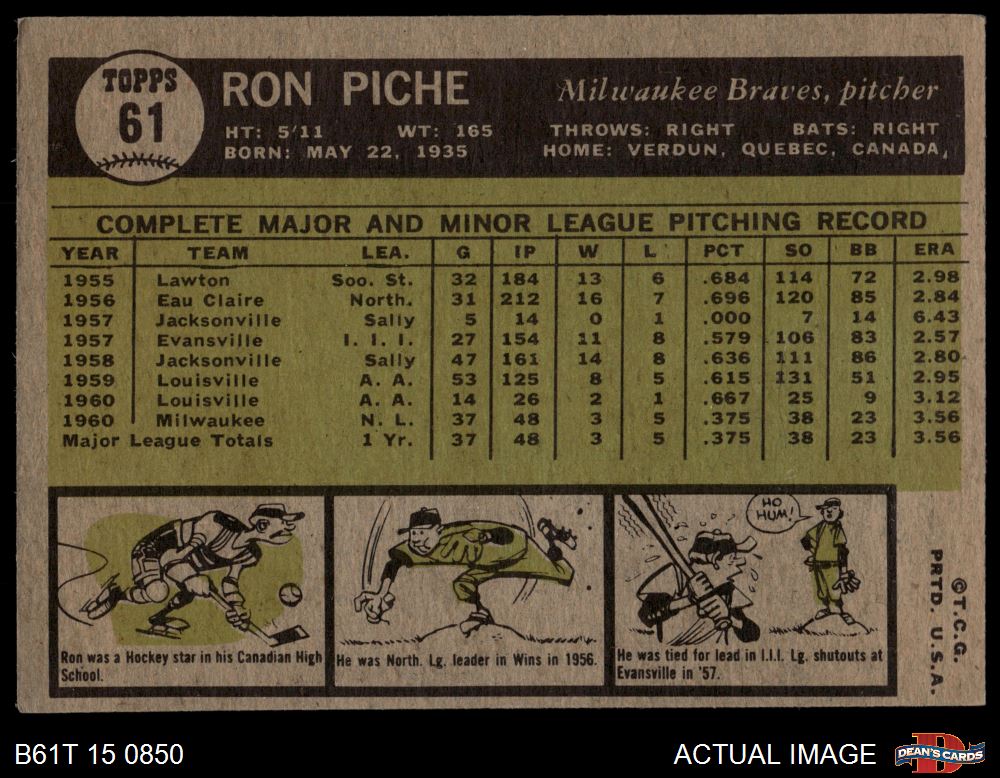 TOPPS
61
RON PICHE
Milwaukee Braves, pitcher
HT: 5'11 WT: 165 THROWS: RIGHT BATS: RIGHT
BORN: MAY 22, 1935 HOME: VERDUN, QUEBEC, CANADA,
COMPLETE MAJOR AND MINOR LEAGUE PITCHING RECORD
YEAR TEAM LEA. G IP W L PCT SO BB ERA
1955 Lawton Soo. St. 32 184 13 6 .684 114 72 2.98
1956 Eau Claire North. 31 212 16 7 .696 120 85 2.84
1957 Jacksonville Sally 5 14 0 1 .000 7 14 6.43
1957 Evansville I. I. I. 27 154 11 8 .579 106 83 2.57
1958 Jacksonville Sally 47 161 14 8 .636 111 86 2.80
1959 Louisville A. A. 53 125 8 5 .615 131 51 2.95
1960 Louisville A. A. 14 26 2 1 .667 25 9 3.12
1960 Milwaukee N. L. 37 48 3 5 .375 38 23 3.56
Major League Totals 1 Yr. 37 48 3 5 .375 38 23 3.56
Ron was a Hockey star in his Canadian High
School.
He was North. Lg. leader in Wins in 1956.
HO
HUM!
He was tied for lead in I.I.I. Lg. shutouts at
Evansville in '57.
©T.C.G.
PRTD. U.S.A.
B61T 15 0850
ACTUAL IMAGE
D
DEAN'S CARDS